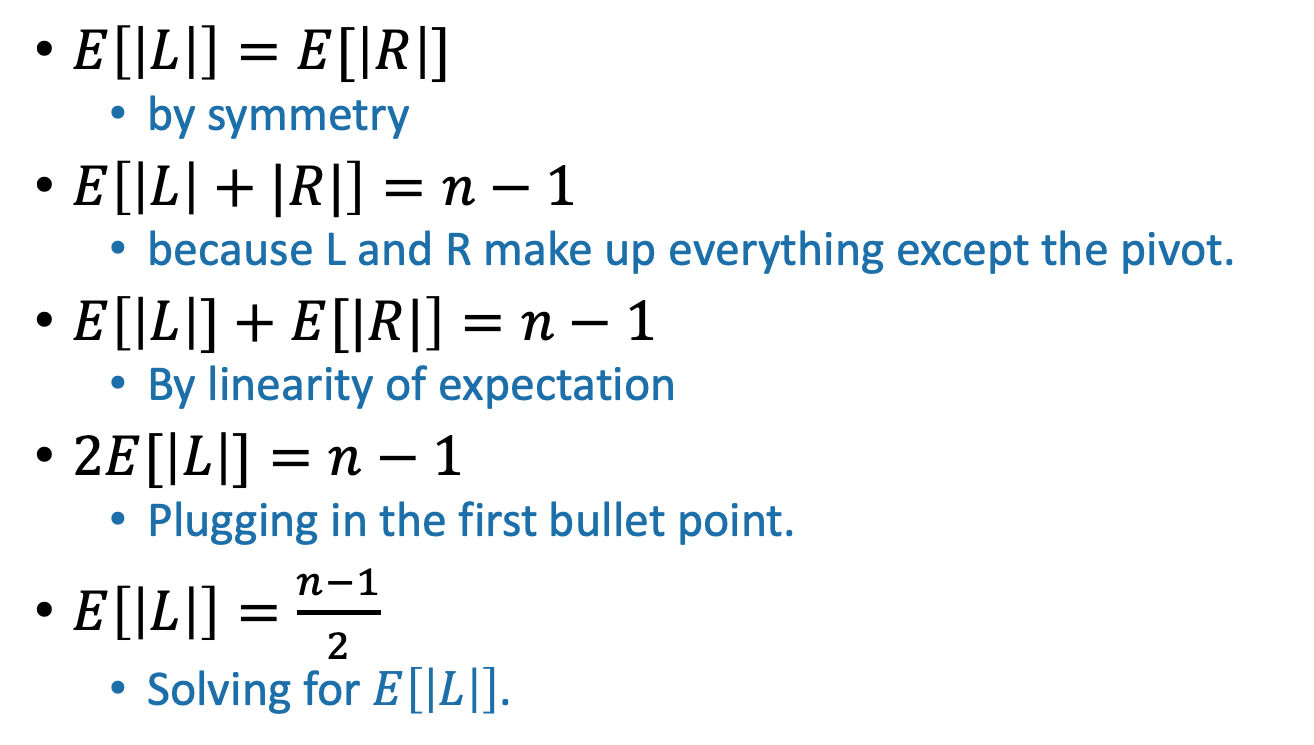 • E[|L|] = E[|R|]
• by symmetry
• E[|L| + |R|] = n − 1
• because L and R make up everything except the pivot.
• E[|L|] + E[|R|] = n − 1
• By linearity of expectation
• 2E[|L|] = n − 1
• Plugging in the first bullet point.
• E[|L|] = \frac{n−1}{2}
• Solving for E[|L|].